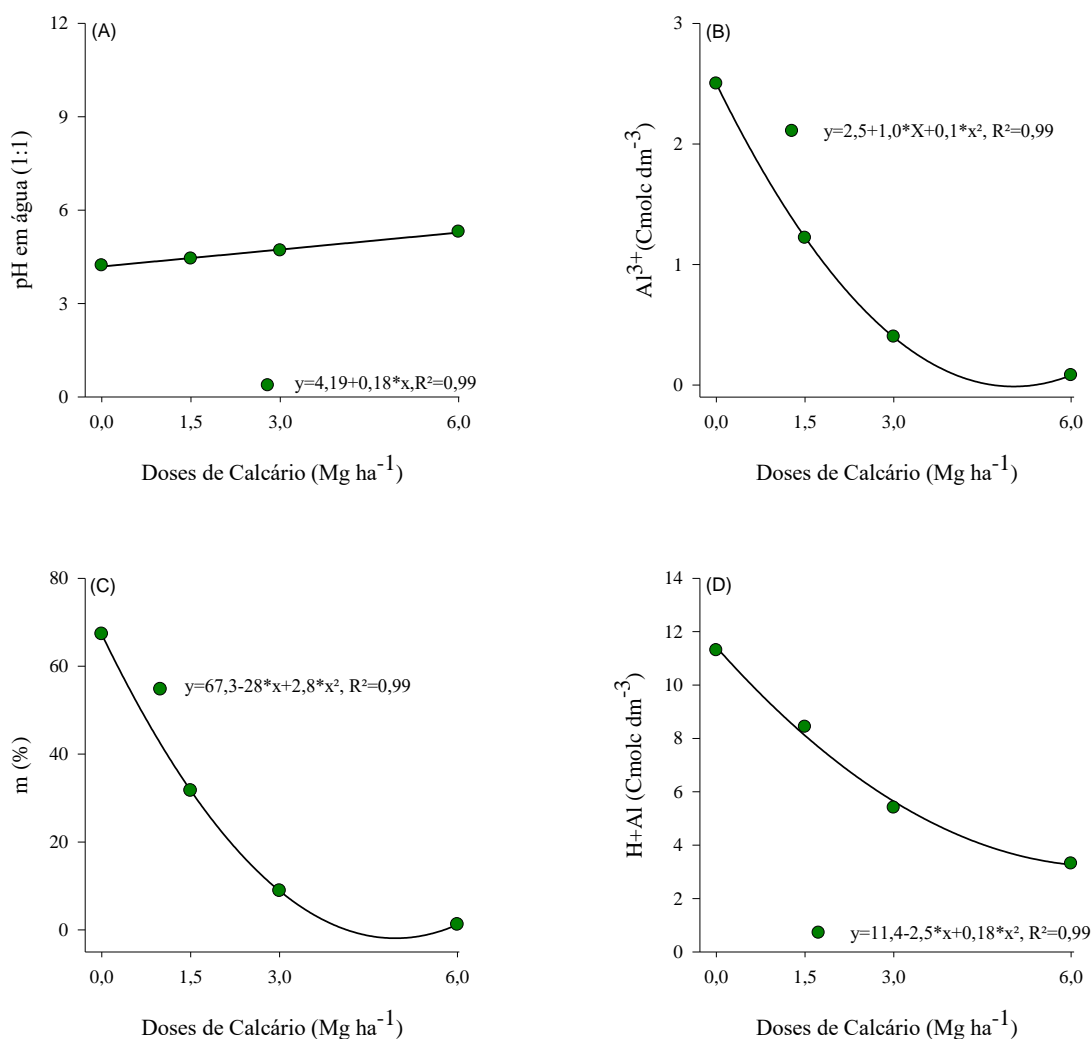 (A)
12
9
6
3
0
pH em água (1:1)
y=4,19+0,18*x,R²=0,99
0,0 1,5 3,0 6,0
Doses de Calcário (Mg ha⁻¹)
(B)
3
2
1
0
Al³⁺(Cmolc dm⁻³)
y=2,5+1,0*X+0,1*x², R²=0,99
0,0 1,5 3,0 6,0
Doses de Calcário (Mg ha⁻¹)
(C)
80
60
40
20
0
m (%)
y=67,3-28*x+2,8*x², R²=0,99
0,0 1,5 3,0 6,0
Doses de Calcário (Mg ha⁻¹)
(D)
14
12
10
8
6
4
2
0
H+Al (Cmolc dm⁻³)
y=11,4-2,5*x+0,18*x², R²=0,99
0,0 1,5 3,0 6,0
Doses de Calcário (Mg ha⁻¹)